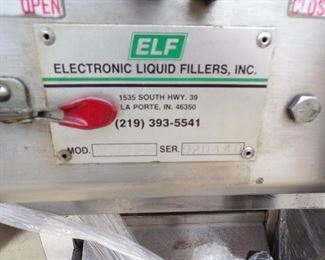 OPEN
ELF
ELECTRONIC LIQUID FILLERS, INC.
1535 SOUTH HWY. 39
LA PORTE, IN. 46350
(219) 393-5541
MOD. SER.